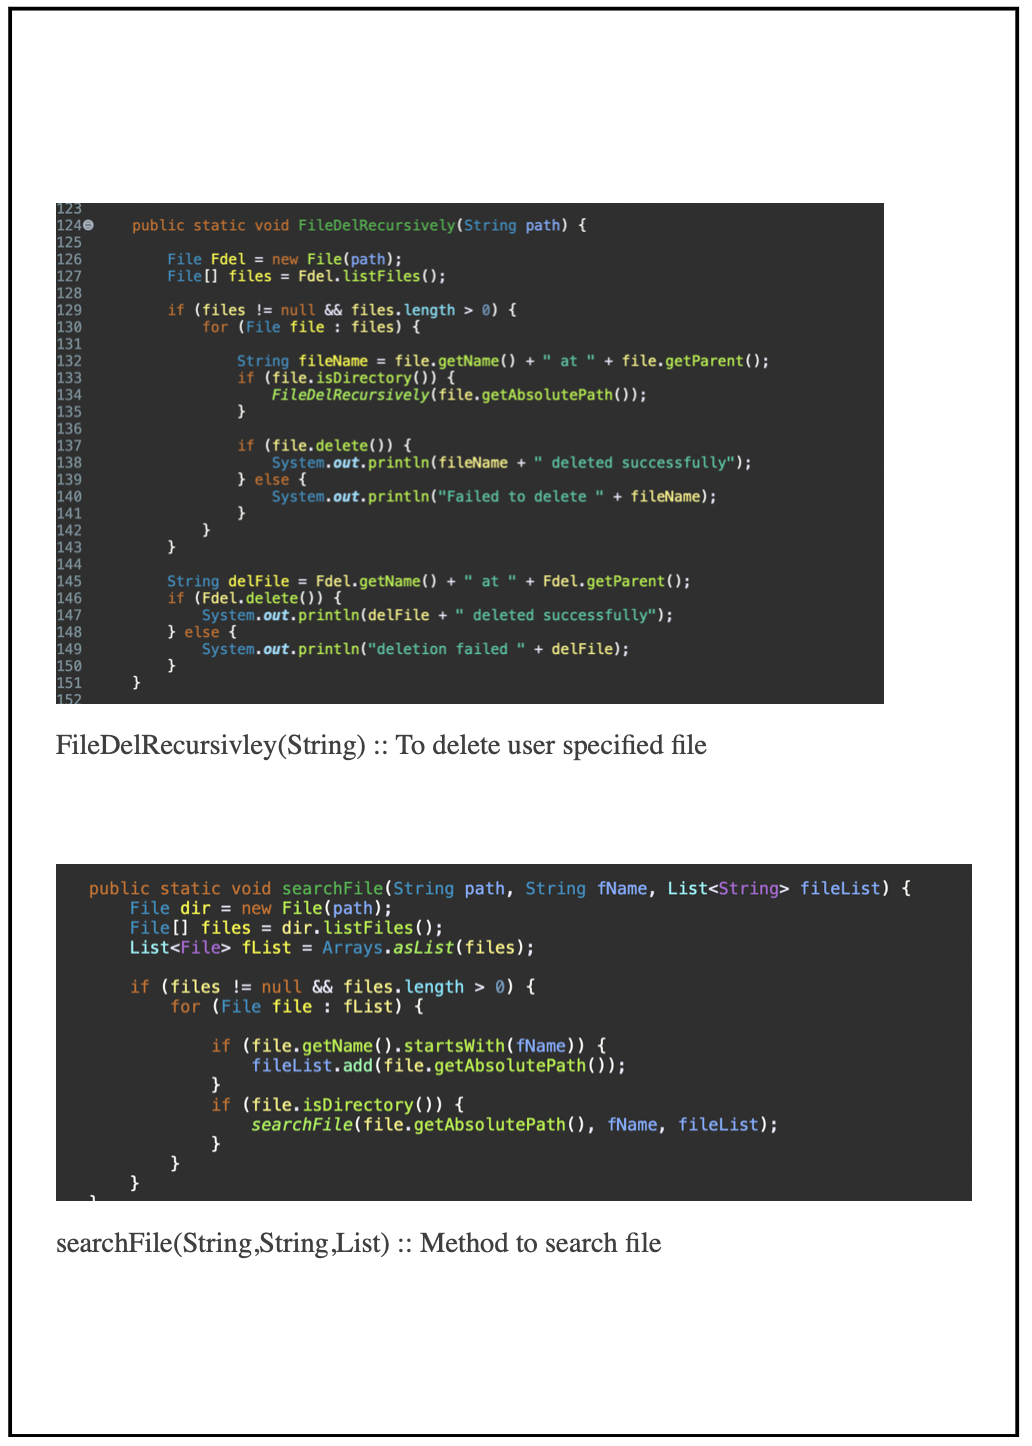 123
124 public static void FileDelRecursively(String path) {
125
126 File Fdel = new File(path);
127 File[] files = Fdel.listFiles();
128
129 if (files != null && files.length > 0) {
130 for (File file : files) {
131
132 String fileName = file.getName() + " at " + file.getParent();
133 if (file.isDirectory()) {
134 FileDelRecursively(file.getAbsolutePath());
135 }
136
137 if (file.delete()) {
138 System.out.println(fileName + " deleted successfully");
139 } else {
140 System.out.println("Failed to delete " + fileName);
141 }
142 }
143 }
144
145 String delFile = Fdel.getName() + " at " + Fdel.getParent();
146 if (Fdel.delete()) {
147 System.out.println(delFile + " deleted successfully");
148 } else {
149 System.out.println("deletion failed " + delFile);
150 }
151 }
152
FileDelRecursivley(String) :: To delete user specified file
public static void searchFile(String path, String fName, List<String> fileList) {
File dir = new File(path);
File[] files = dir.listFiles();
List<File> fList = Arrays.asList(files);
if (files != null && files.length > 0) {
for (File file : fList) {
if (file.getName().startsWith(fName)) {
fileList.add(file.getAbsolutePath());
}
if (file.isDirectory()) {
searchFile(file.getAbsolutePath(), fName, fileList);
}
}
}
}
searchFile(String,String,List) :: Method to search file